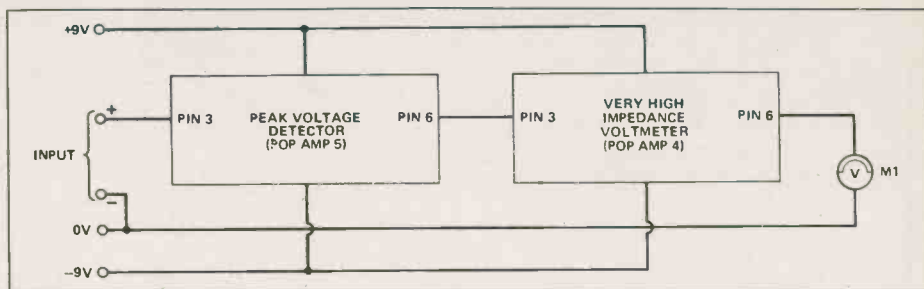 +9V
INPUT
+
−
0V
−9V
PIN 3
PEAK VOLTAGE
DETECTOR
(POP AMP 5)
PIN 6
PIN 3
VERY HIGH
IMPEDANCE
VOLTMETER
(POP AMP 4)
PIN 6
V
M1